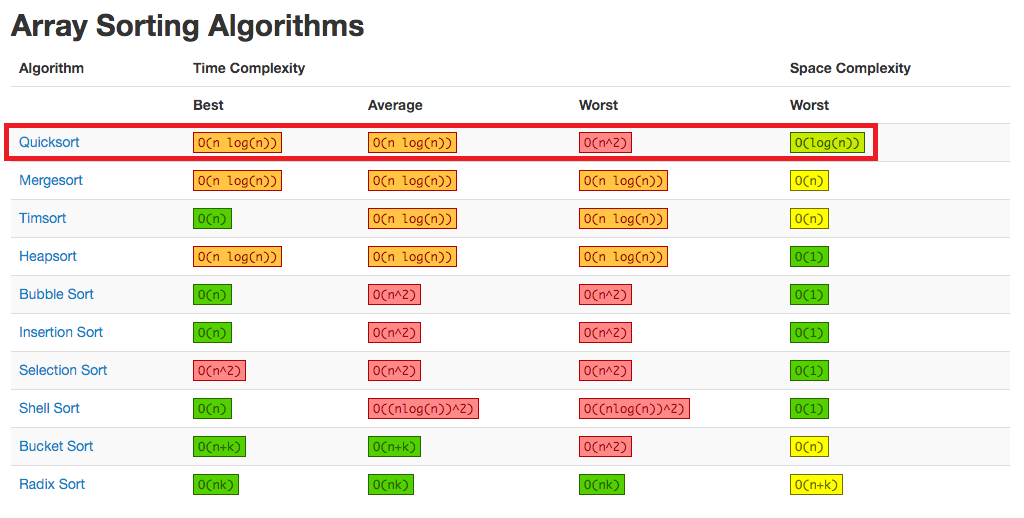 Array Sorting Algorithms
Algorithm Time Complexity Space Complexity
Best Average Worst Worst
Quicksort O(n log(n)) O(n log(n)) O(n^2) O(log(n))
Mergesort O(n log(n)) O(n log(n)) O(n log(n)) O(n)
Timsort O(n) O(n log(n)) O(n log(n)) O(n)
Heapsort O(n log(n)) O(n log(n)) O(n log(n)) O(1)
Bubble Sort O(n) O(n^2) O(n^2) O(1)
Insertion Sort O(n) O(n^2) O(n^2) O(1)
Selection Sort O(n^2) O(n^2) O(n^2) O(1)
Shell Sort O(n) O((nlog(n))^2) O((nlog(n))^2) O(1)
Bucket Sort O(n+k) O(n+k) O(n^2) O(n)
Radix Sort O(nk) O(nk) O(nk) O(n+k)